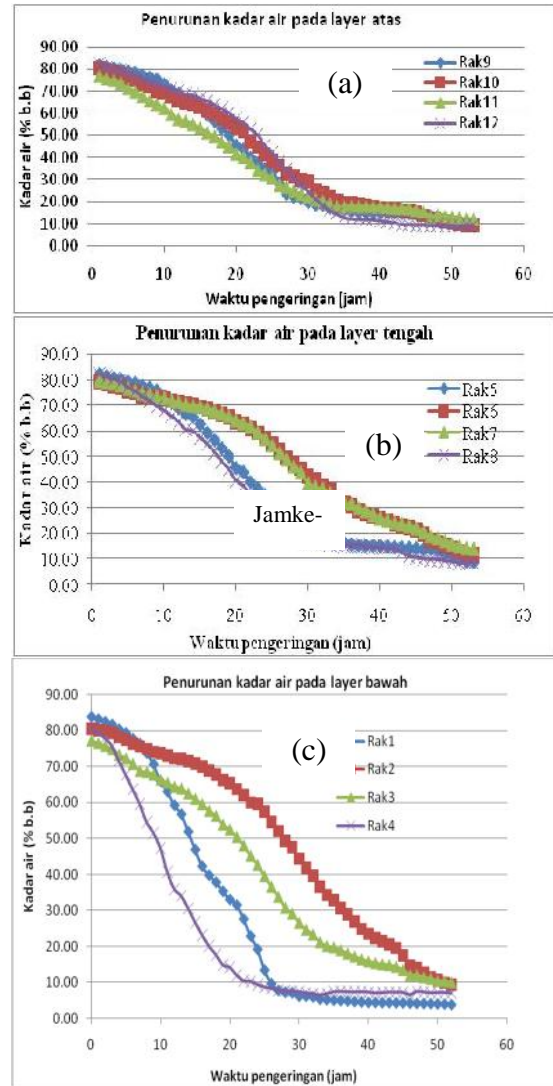 Penurunan kadar air pada layer atas
(a)
Kadar air (% b.b)
90.00
80.00
70.00
60.00
50.00
40.00
30.00
20.00
10.00
0.00
0 10 20 30 40 50 60
Waktu pengeringan (jam)
Rak9
Rak10
Rak11
Rak12
Penurunan kadar air pada layer tengah
(b)
Kadar air (% b.b)
90.00
80.00
70.00
60.00
50.00
40.00
30.00
20.00
10.00
0.00
0 10 20 30 40 50 60
Waktu pengeringan (jam)
Rak5
Rak6
Rak7
Rak8
Jamke-
Penurunan kadar air pada layer bawah
(c)
Kadar air (% b.b)
90.00
80.00
70.00
60.00
50.00
40.00
30.00
20.00
10.00
0.00
0 10 20 30 40 50 60
Waktu pengeringan (jam)
Rak1
Rak2
Rak3
Rak4